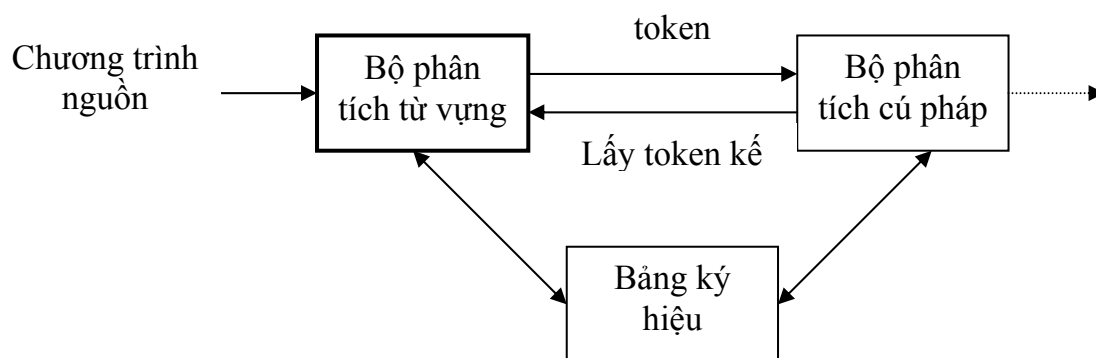 token
Chương trình
nguồn
Bộ phân
tích từ vựng
Bộ phân
tích cú pháp
Lấy token kế
Bảng ký
hiệu